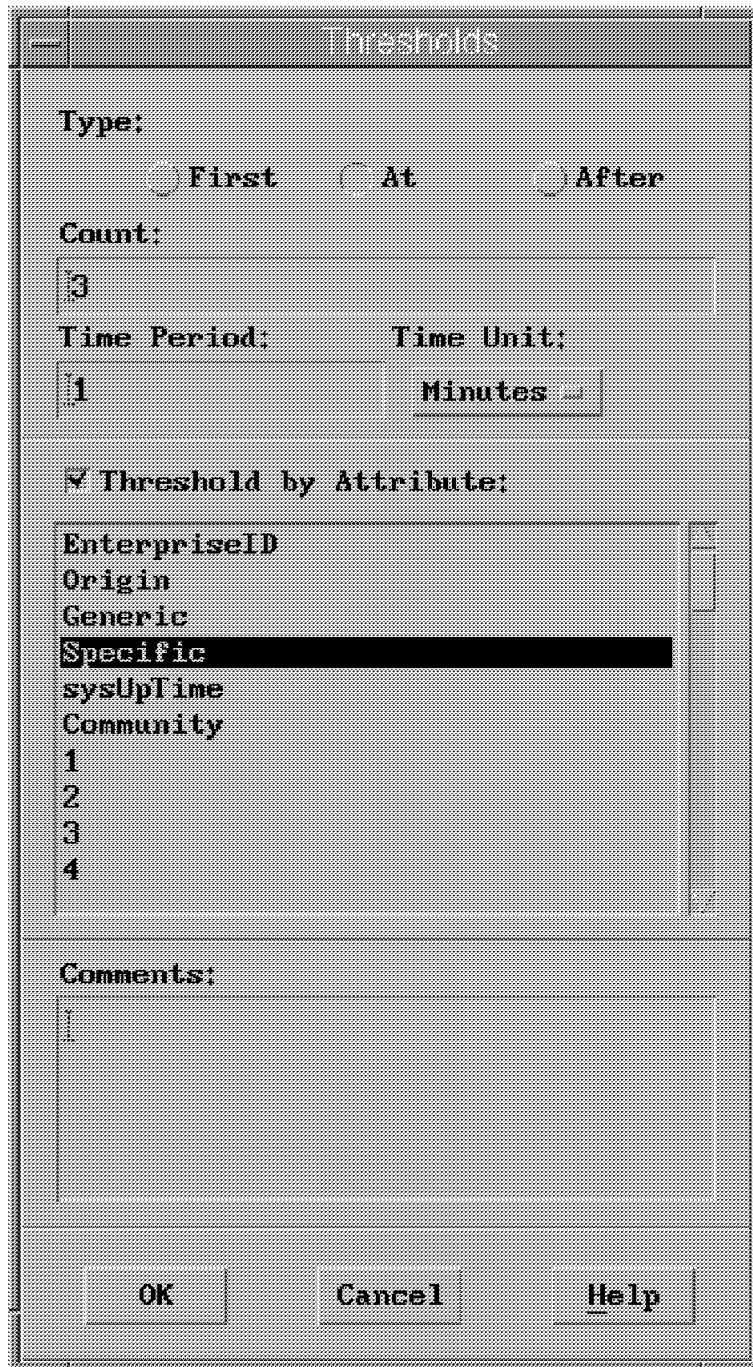 Thresholds
Type:
First At After
Count:
3
Time Period: Time Unit:
1 Minutes
Threshold by Attribute:
EnterpriseID
Origin
Generic
Specific
sysUpTime
Community
1
2
3
4
Comments:
OK Cancel Help